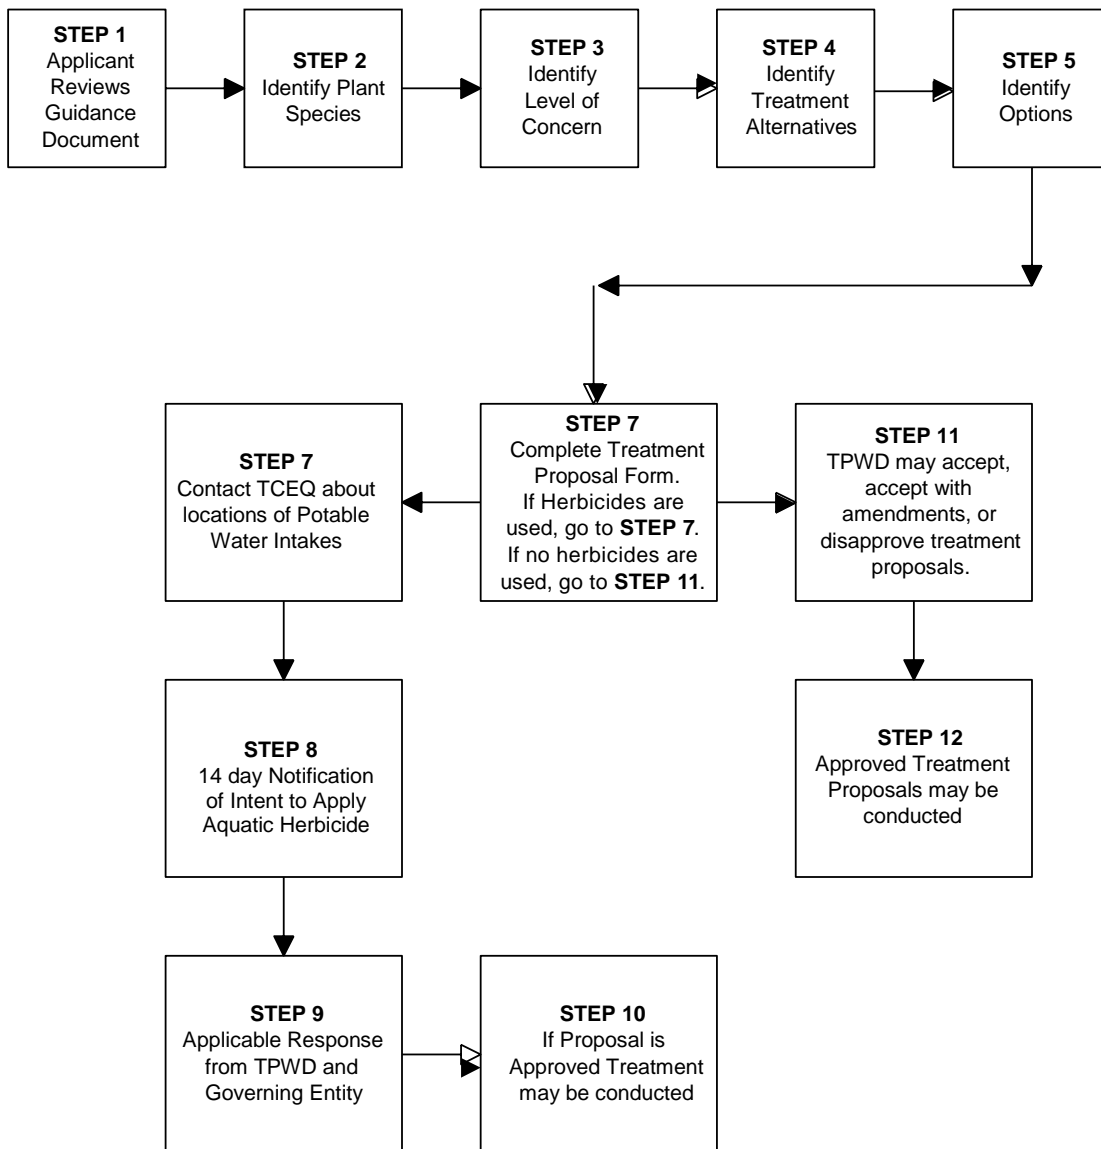 STEP 1
Applicant
Reviews
Guidance
Document
STEP 2
Identify Plant
Species
STEP 3
Identify
Level of
Concern
STEP 4
Identify
Treatment
Alternatives
STEP 5
Identify
Options
STEP 7
Contact TCEQ about
locations of Potable
Water Intakes
STEP 7
Complete Treatment
Proposal Form.
If Herbicides are
used, go to STEP 7.
If no herbicides are
used, go to STEP 11.
STEP 11
TPWD may accept,
accept with
amendments, or
disapprove treatment
proposals.
STEP 8
14 day Notification
of Intent to Apply
Aquatic Herbicide
STEP 12
Approved Treatment
Proposals may be
conducted
STEP 9
Applicable Response
from TPWD and
Governing Entity
STEP 10
If Proposal is
Approved Treatment
may be conducted